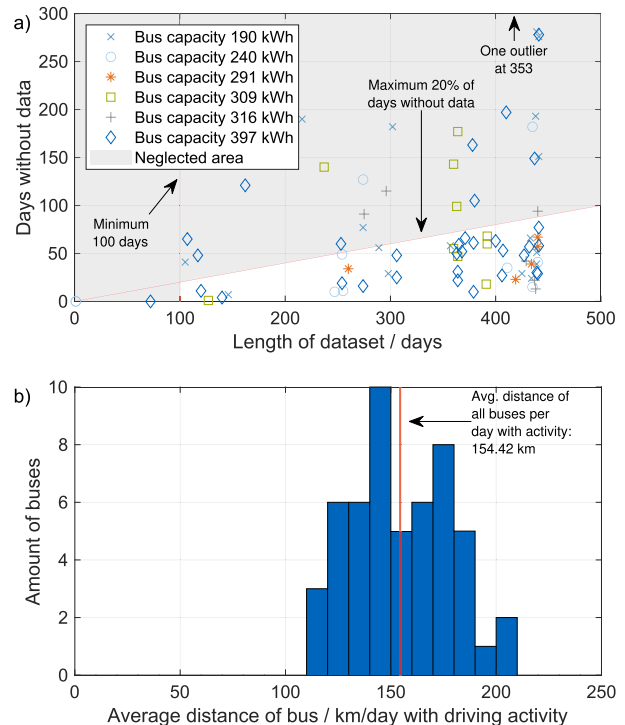 a)
300
250
200
150
100
50
0
Days without data
Bus capacity 190 kWh
Bus capacity 240 kWh
Bus capacity 291 kWh
Bus capacity 309 kWh
Bus capacity 316 kWh
Bus capacity 397 kWh
Neglected area
One outlier
at 353
Maximum 20% of
days without data
Minimum
100 days
0 100 200 300 400 500
Length of dataset / days
b)
10
8
6
4
2
0
Amount of buses
Avg. distance of
all buses per
day with activity:
154.42 km
0 50 100 150 200 250
Average distance of bus / km/day with driving activity